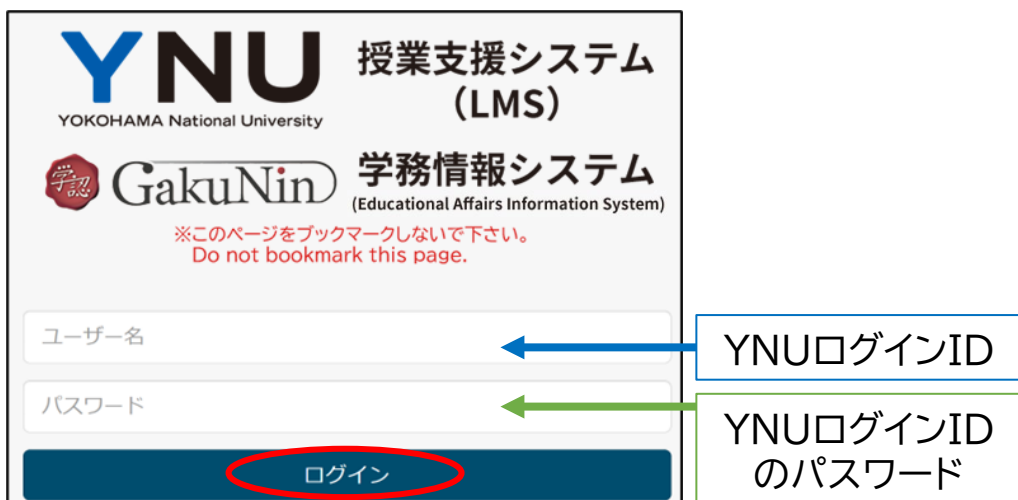 YNU
YOKOHAMA National University
授業支援システム
(LMS)
学認
GakuNin
学務情報システム
(Educational Affairs Information System)
※このページをブックマークしないで下さい。
Do not bookmark this page.
ユーザー名
パスワード
ログイン
YNUログインID
YNUログインID
のパスワード